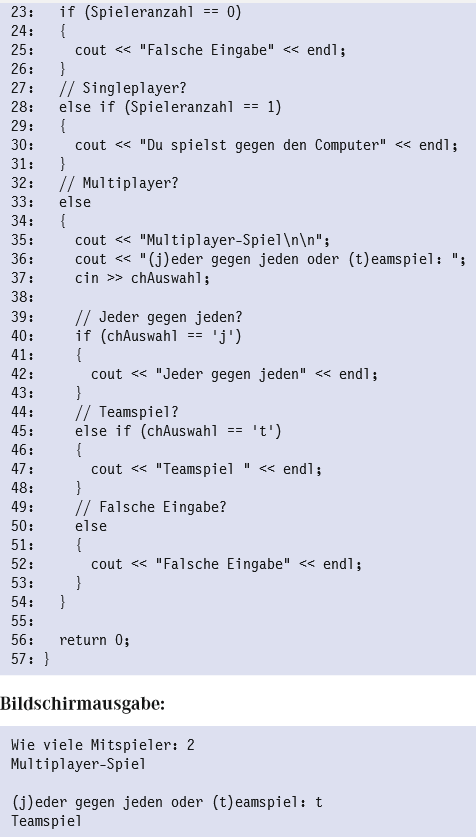 23:   if (Spieleranzahl == 0)
24:   {
25:     cout << "Falsche Eingabe" << endl;
26:   }
27:   // Singleplayer?
28:   else if (Spieleranzahl == 1)
29:   {
30:     cout << "Du spielst gegen den Computer" << endl;
31:   }
32:   // Multiplayer?
33:   else
34:   {
35:     cout << "Multiplayer-Spiel\n\n";
36:     cout << "(j)eder gegen jeden oder (t)eamspiel: ";
37:     cin >> chAuswahl;
38:
39:     // Jeder gegen jeden?
40:     if (chAuswahl == 'j')
41:     {
42:       cout << "Jeder gegen jeden" << endl;
43:     }
44:     // Teamspiel?
45:     else if (chAuswahl == 't')
46:     {
47:       cout << "Teamspiel " << endl;
48:     }
49:     // Falsche Eingabe?
50:     else
51:     {
52:       cout << "Falsche Eingabe" << endl;
53:     }
54:   }
55:
56:   return 0;
57: }
Bildschirmausgabe:
Wie viele Mitspieler: 2
Multiplayer-Spiel
(j)eder gegen jeden oder (t)eamspiel: t
Teamspiel